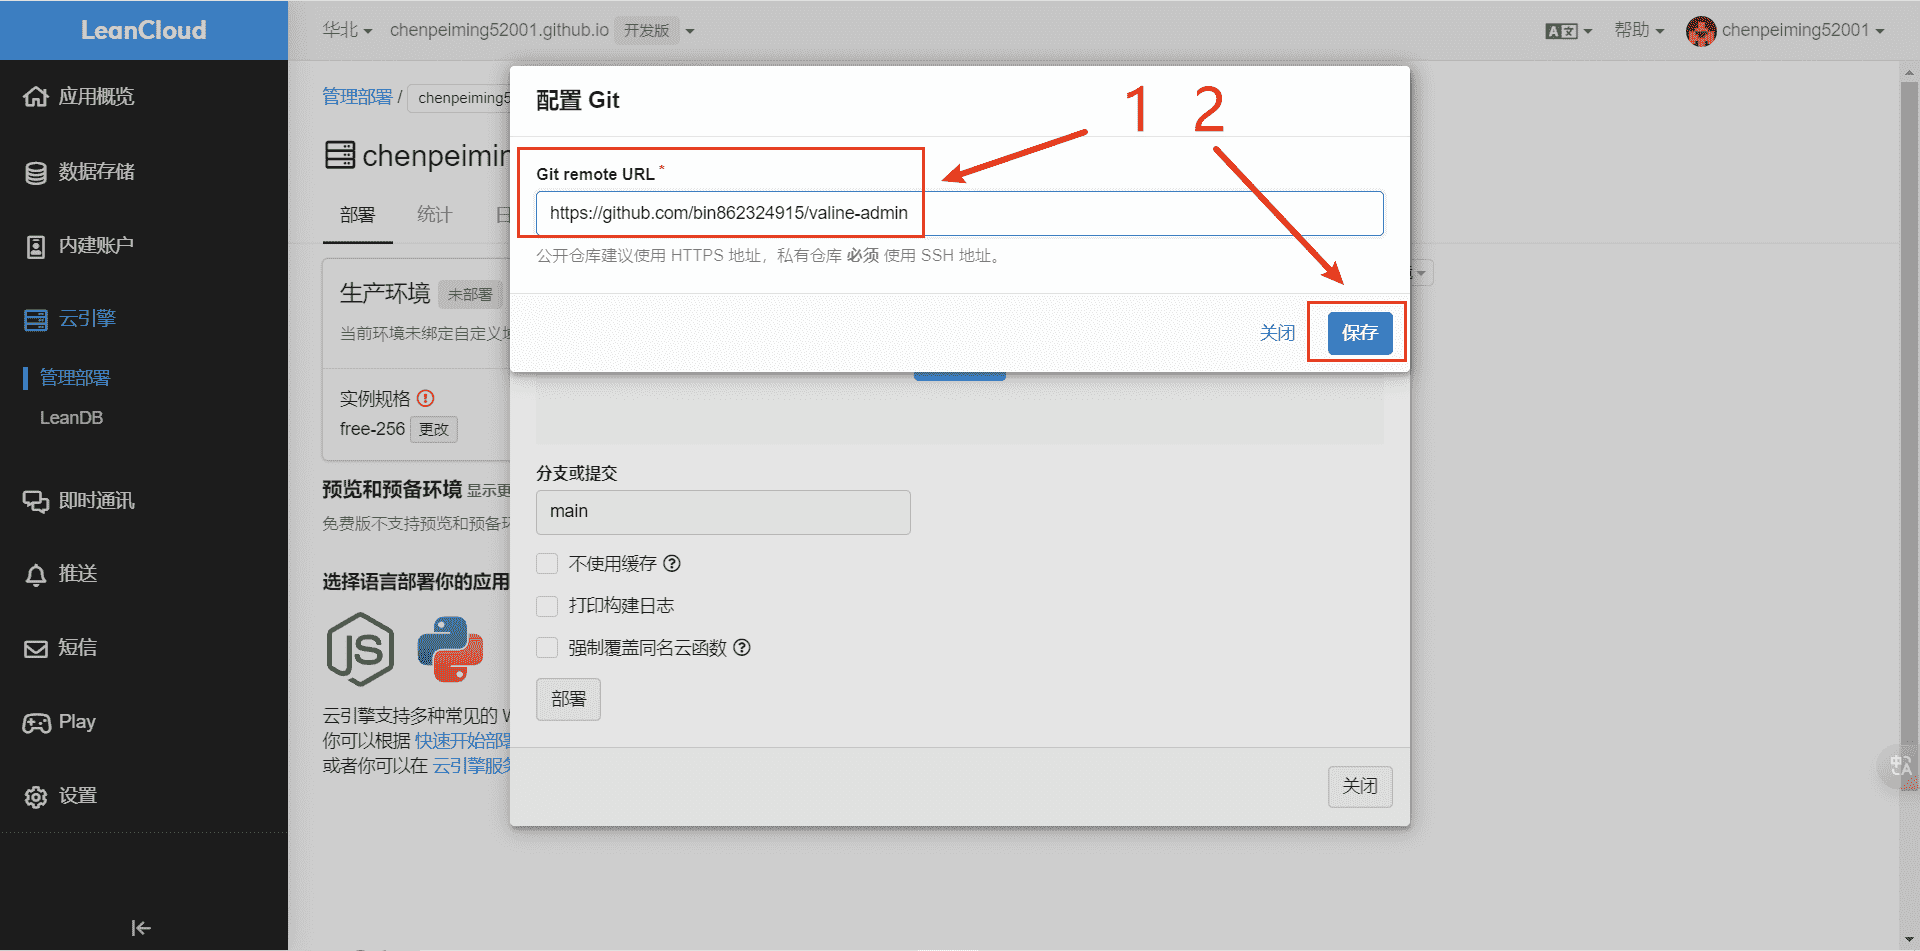 LeanCloud
华北
chenpeiming52001.github.io
开发版
帮助
chenpeiming52001
应用概览
数据存储
内建账户
云引擎
管理部署
LeanDB
即时通讯
推送
短信
Play
设置
管理部署 /
chenpeiming5
chenpeimin
部署
统计
生产环境
未部署
当前环境未绑定自定义
实例规格
free-256
更改
预览和预备环境
显示更
免费版不支持预览和预备环
选择语言部署你的应用
云引擎支持多种常见的 W
你可以根据 快速开始部署
或者你可以在 云引擎服务
配置 Git
1
2
Git remote URL *
https://github.com/bin862324915/valine-admin
公开仓库建议使用 HTTPS 地址，私有仓库 必须 使用 SSH 地址。
关闭
保存
分支或提交
main
不使用缓存
打印构建日志
强制覆盖同名云函数
部署
关闭